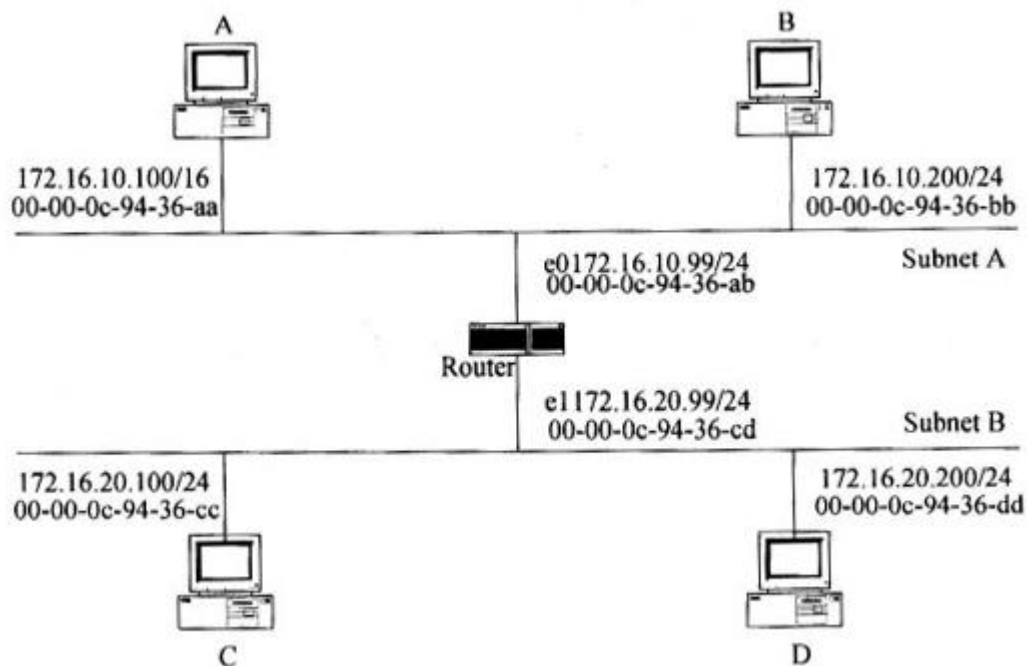 A
B
172.16.10.100/16
00-00-0c-94-36-aa
172.16.10.200/24
00-00-0c-94-36-bb
e0172.16.10.99/24
00-00-0c-94-36-ab
Subnet A
Router
e1172.16.20.99/24
00-00-0c-94-36-cd
Subnet B
172.16.20.100/24
00-00-0c-94-36-cc
172.16.20.200/24
00-00-0c-94-36-dd
C
D